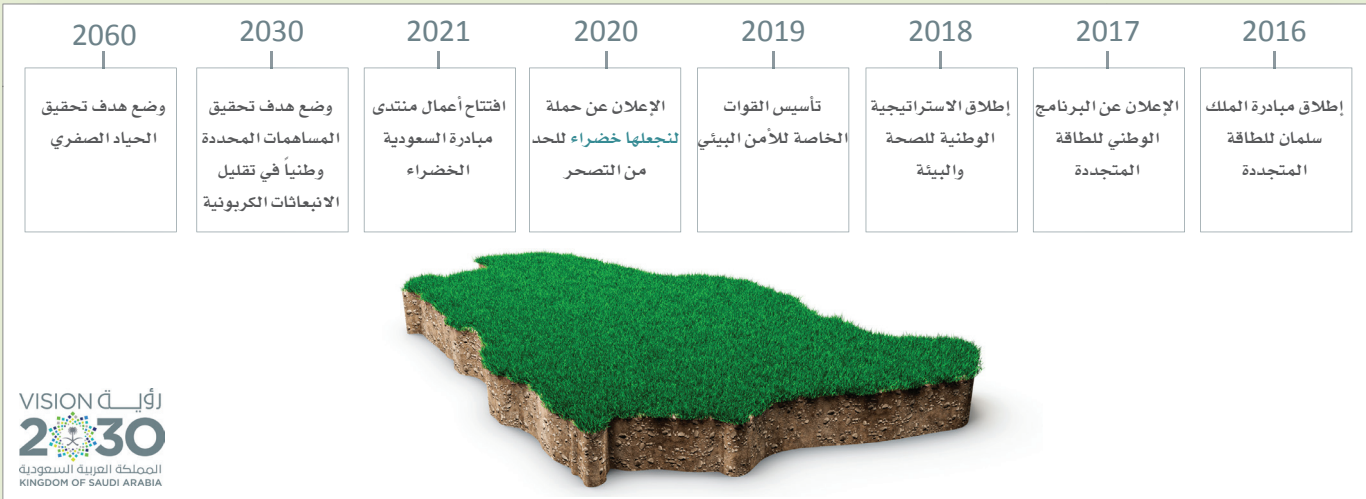 2016
إطلاق مبادرة الملك
سلمان للطاقة
المتجددة
2017
الإعلان عن البرنامج
الوطني للطاقة
المتجددة
2018
إطلاق الاستراتيجية
الوطنية للصحة
والبيئة
2019
تأسيس القوات
الخاصة للأمن البيئي
2020
الإعلان عن حملة
لنجعلها خضراء للحد
من التصحر
2021
افتتاح أعمال منتدى
مبادرة السعودية
الخضراء
2030
وضع هدف تحقيق
المساهمات المحددة
وطنياً في تقليل
الانبعاثات الكربونية
2060
وضع هدف تحقيق
الحياد الصفري
VISION رؤيــة
2030
المملكة العربية السعودية
KINGDOM OF SAUDI ARABIA